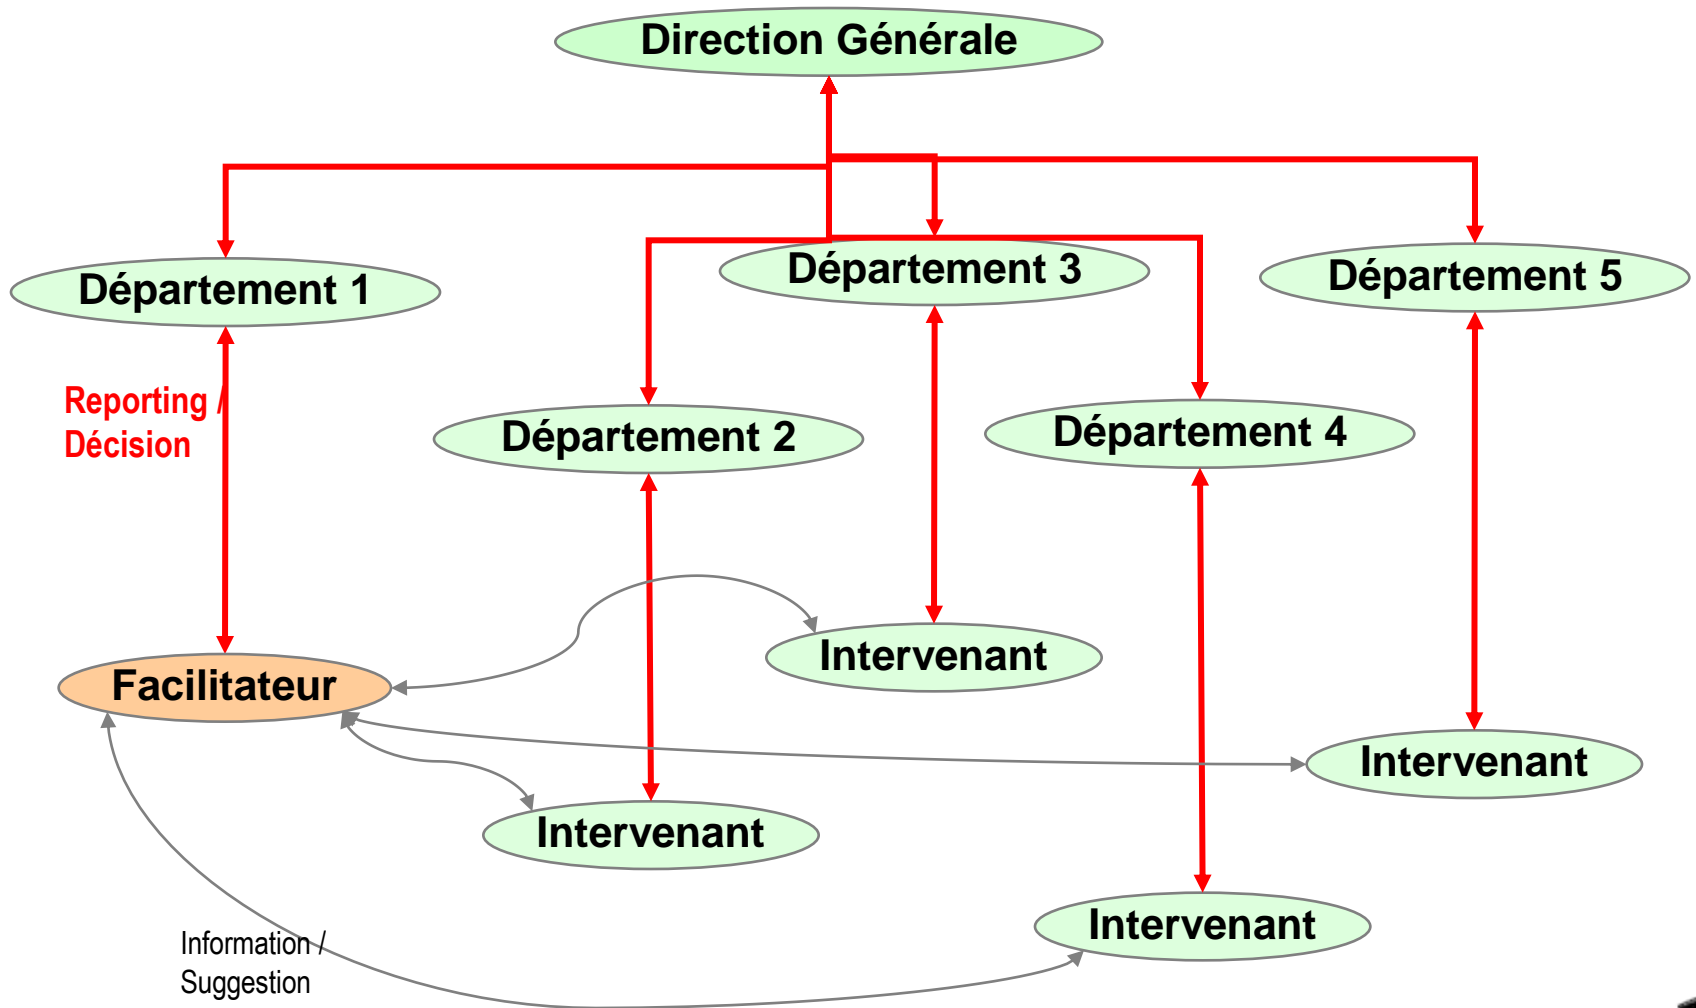 Direction Générale
Département 3
Département 5
Département 1
Reporting /
Décision
Département 4
Département 2
Intervenant
Facilitateur
Intervenant
Intervenant
Intervenant
Information /
Suggestion